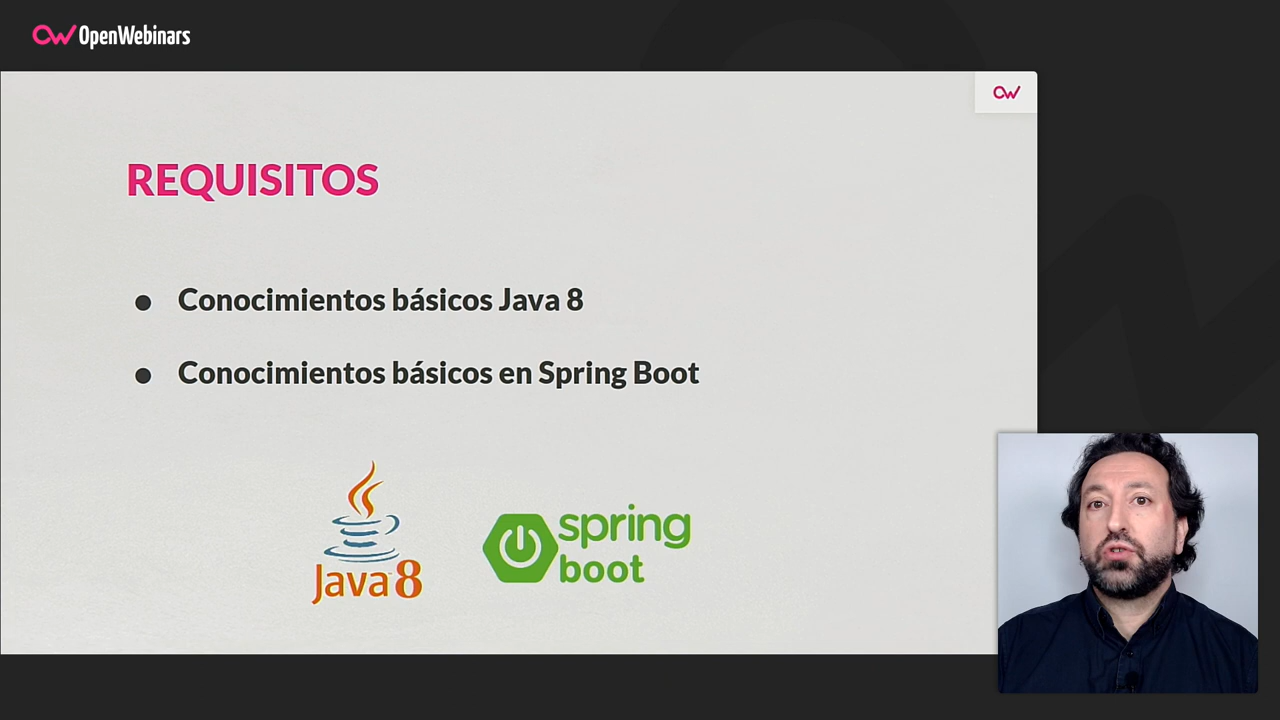 OpenWebinars
REQUISITOS
Conocimientos básicos Java 8
Conocimientos básicos en Spring Boot
Java 8
spring
boot